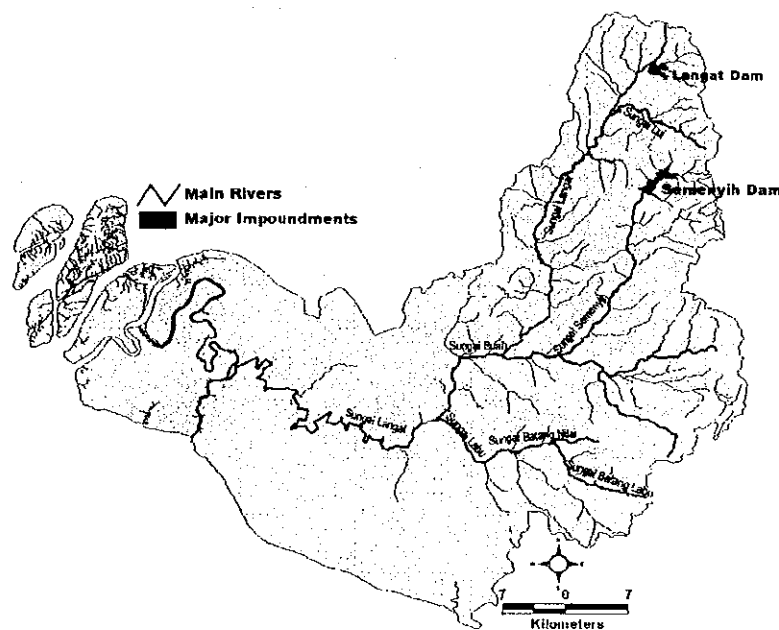 Langat Dam
Sungai Lui
Main Rivers
Major Impoundments
Semenyih Dam
Sungai Langat
Sungai Semenyih
Sungai Buah
Sungai Langat
Sungai Labu
Sungai Batang Nilai
Sungai Batang Labu
7 0 7
Kilometers